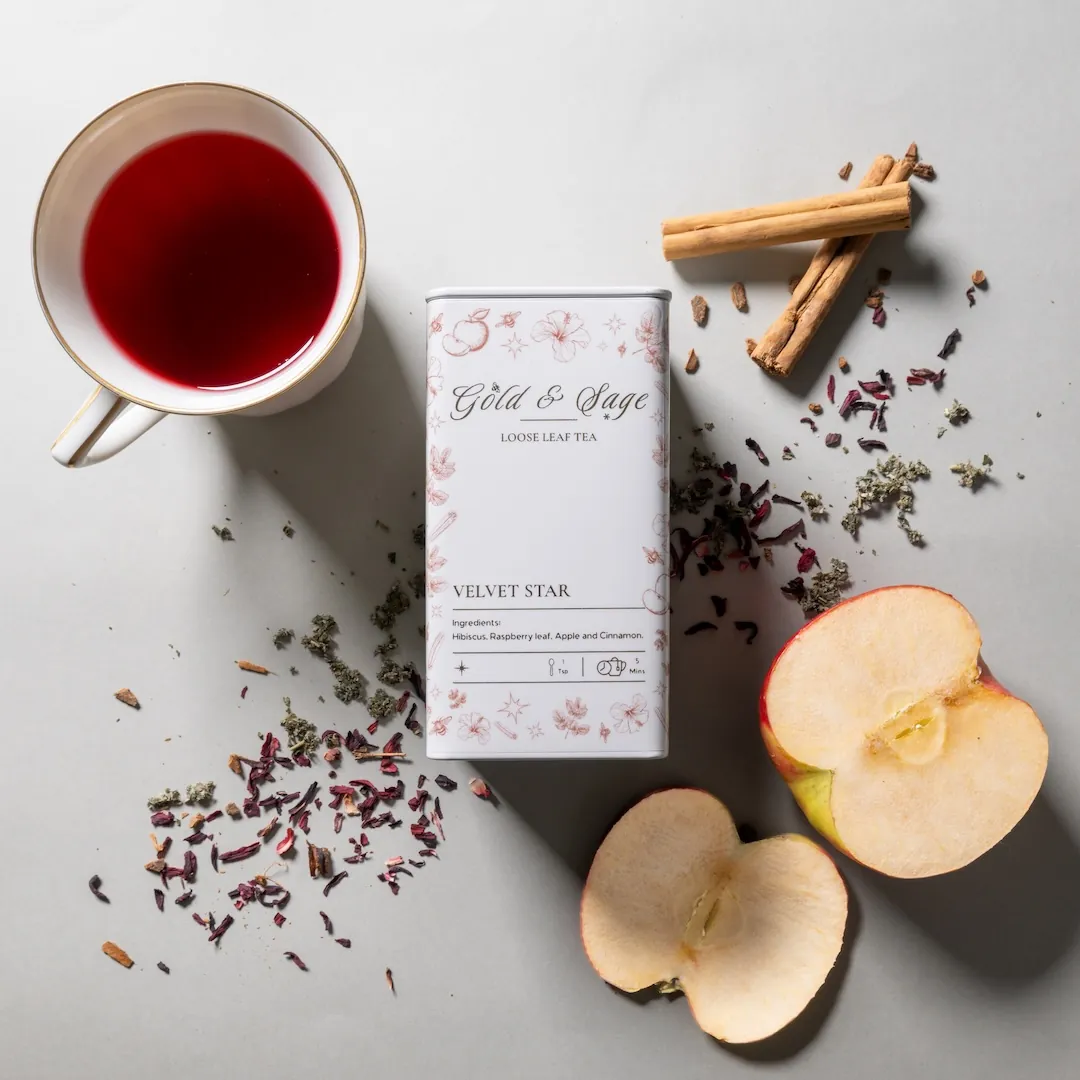 Gold & Sage
LOOSE LEAF TEA
VELVET STAR
Ingredients:
Hibiscus, Raspberry leaf, Apple and Cinnamon.
1 Tsp
5 Mins